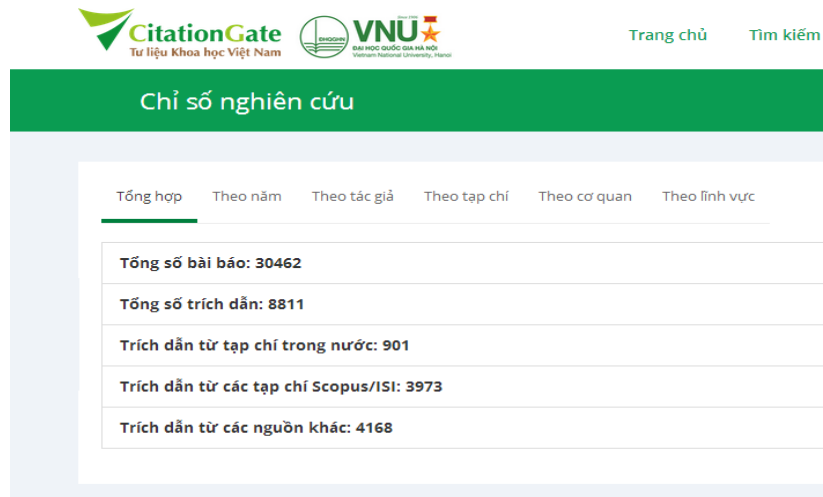 CitationGate
Tư liệu Khoa học Việt Nam
ĐHQGHN
Since 1906
VNU
ĐẠI HỌC QUỐC GIA HÀ NỘI
Vietnam National University, Hanoi
Trang chủ
Tìm kiếm
Chỉ số nghiên cứu
Tổng hợp Theo năm Theo tác giả Theo tạp chí Theo cơ quan Theo lĩnh vực
Tổng số bài báo: 30462
Tổng số trích dẫn: 8811
Trích dẫn từ tạp chí trong nước: 901
Trích dẫn từ các tạp chí Scopus/ISI: 3973
Trích dẫn từ các nguồn khác: 4168